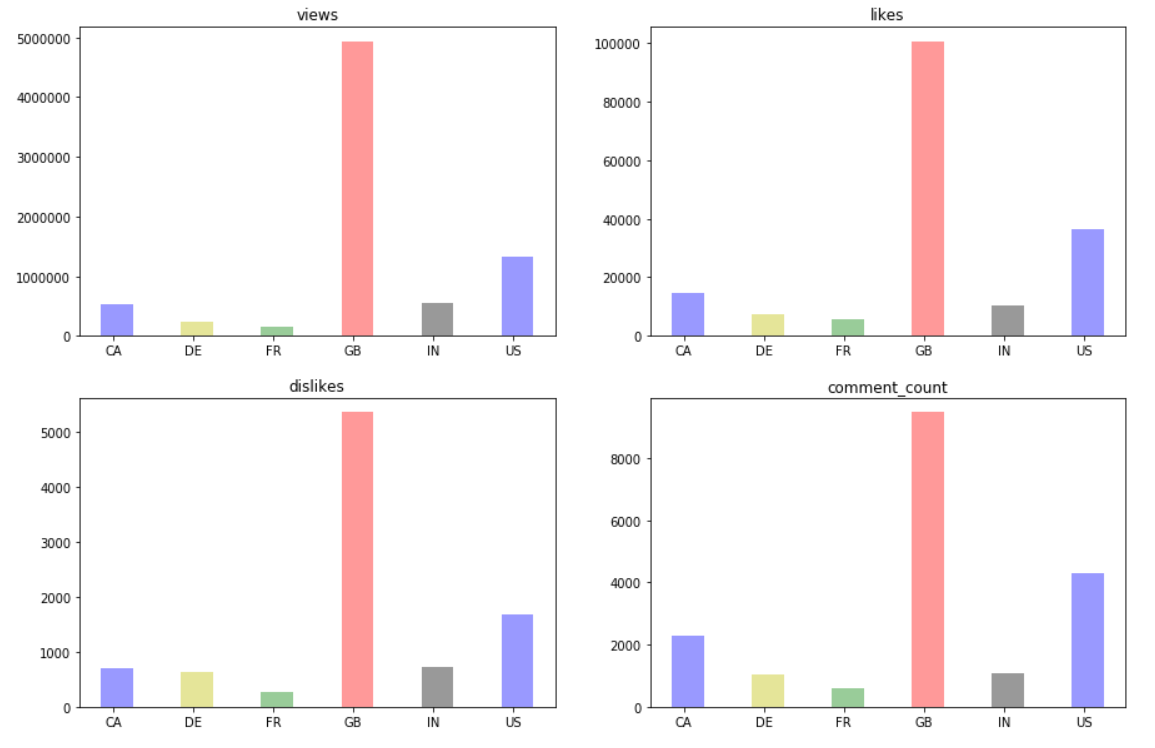 views
5000000
4000000
3000000
2000000
1000000
0
CA DE FR GB IN US
likes
100000
80000
60000
40000
20000
0
CA DE FR GB IN US
dislikes
5000
4000
3000
2000
1000
0
CA DE FR GB IN US
comment_count
8000
6000
4000
2000
0
CA DE FR GB IN US